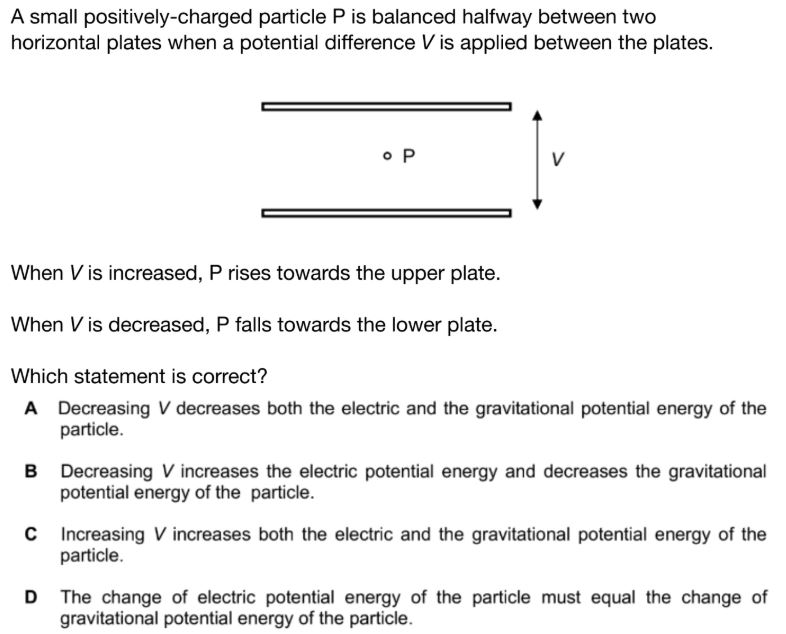 A small positively-charged particle P is balanced halfway between two
horizontal plates when a potential difference V is applied between the plates.
P
V
When V is increased, P rises towards the upper plate.
When V is decreased, P falls towards the lower plate.
Which statement is correct?
A Decreasing V decreases both the electric and the gravitational potential energy of the
particle.
B Decreasing V increases the electric potential energy and decreases the gravitational
potential energy of the particle.
C Increasing V increases both the electric and the gravitational potential energy of the
particle.
D The change of electric potential energy of the particle must equal the change of
gravitational potential energy of the particle.